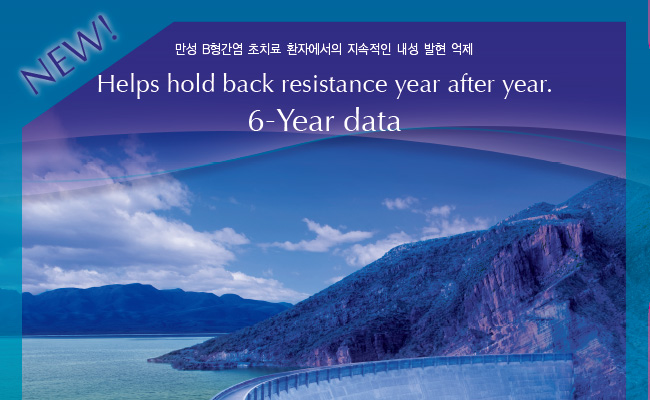 NEW!
만성 B형간염 초치료 환자에서의 지속적인 내성 발현 억제
Helps hold back resistance year after year.
6-Year data